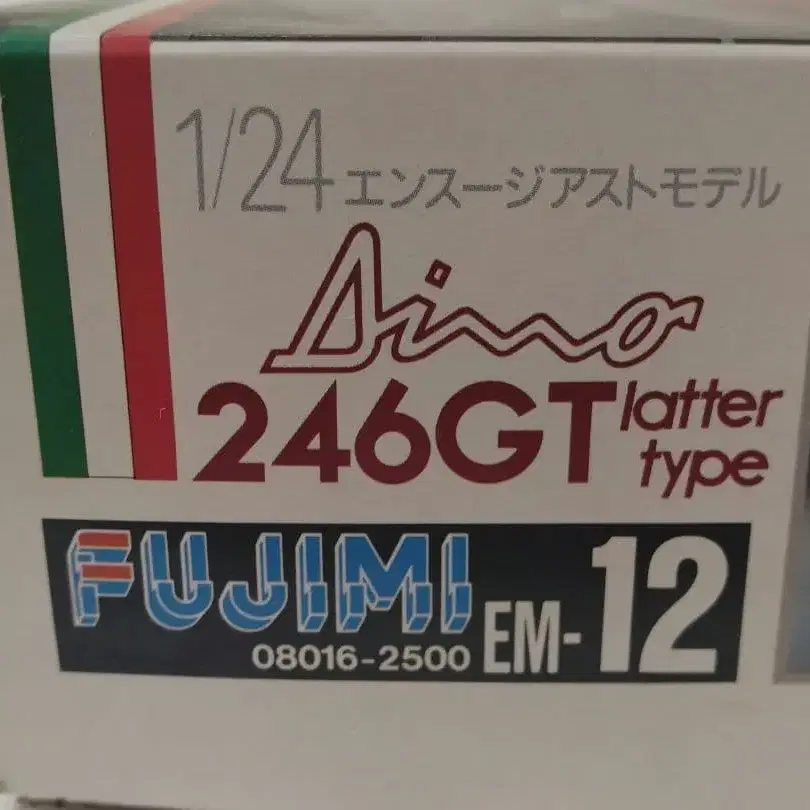 1/24 エンスージアストモデル
Dino
246GT latter
type
FUJIMI
08016-2500 EM-12